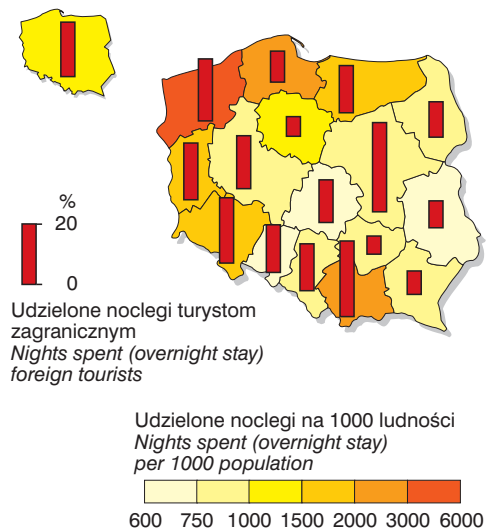 %
20
0
Udzielone noclegi turystom
zagranicznym
Nights spent (overnight stay)
foreign tourists
Udzielone noclegi na 1000 ludności
Nights spent (overnight stay)
per 1000 population
600 750 1000 1500 2000 3000 6000